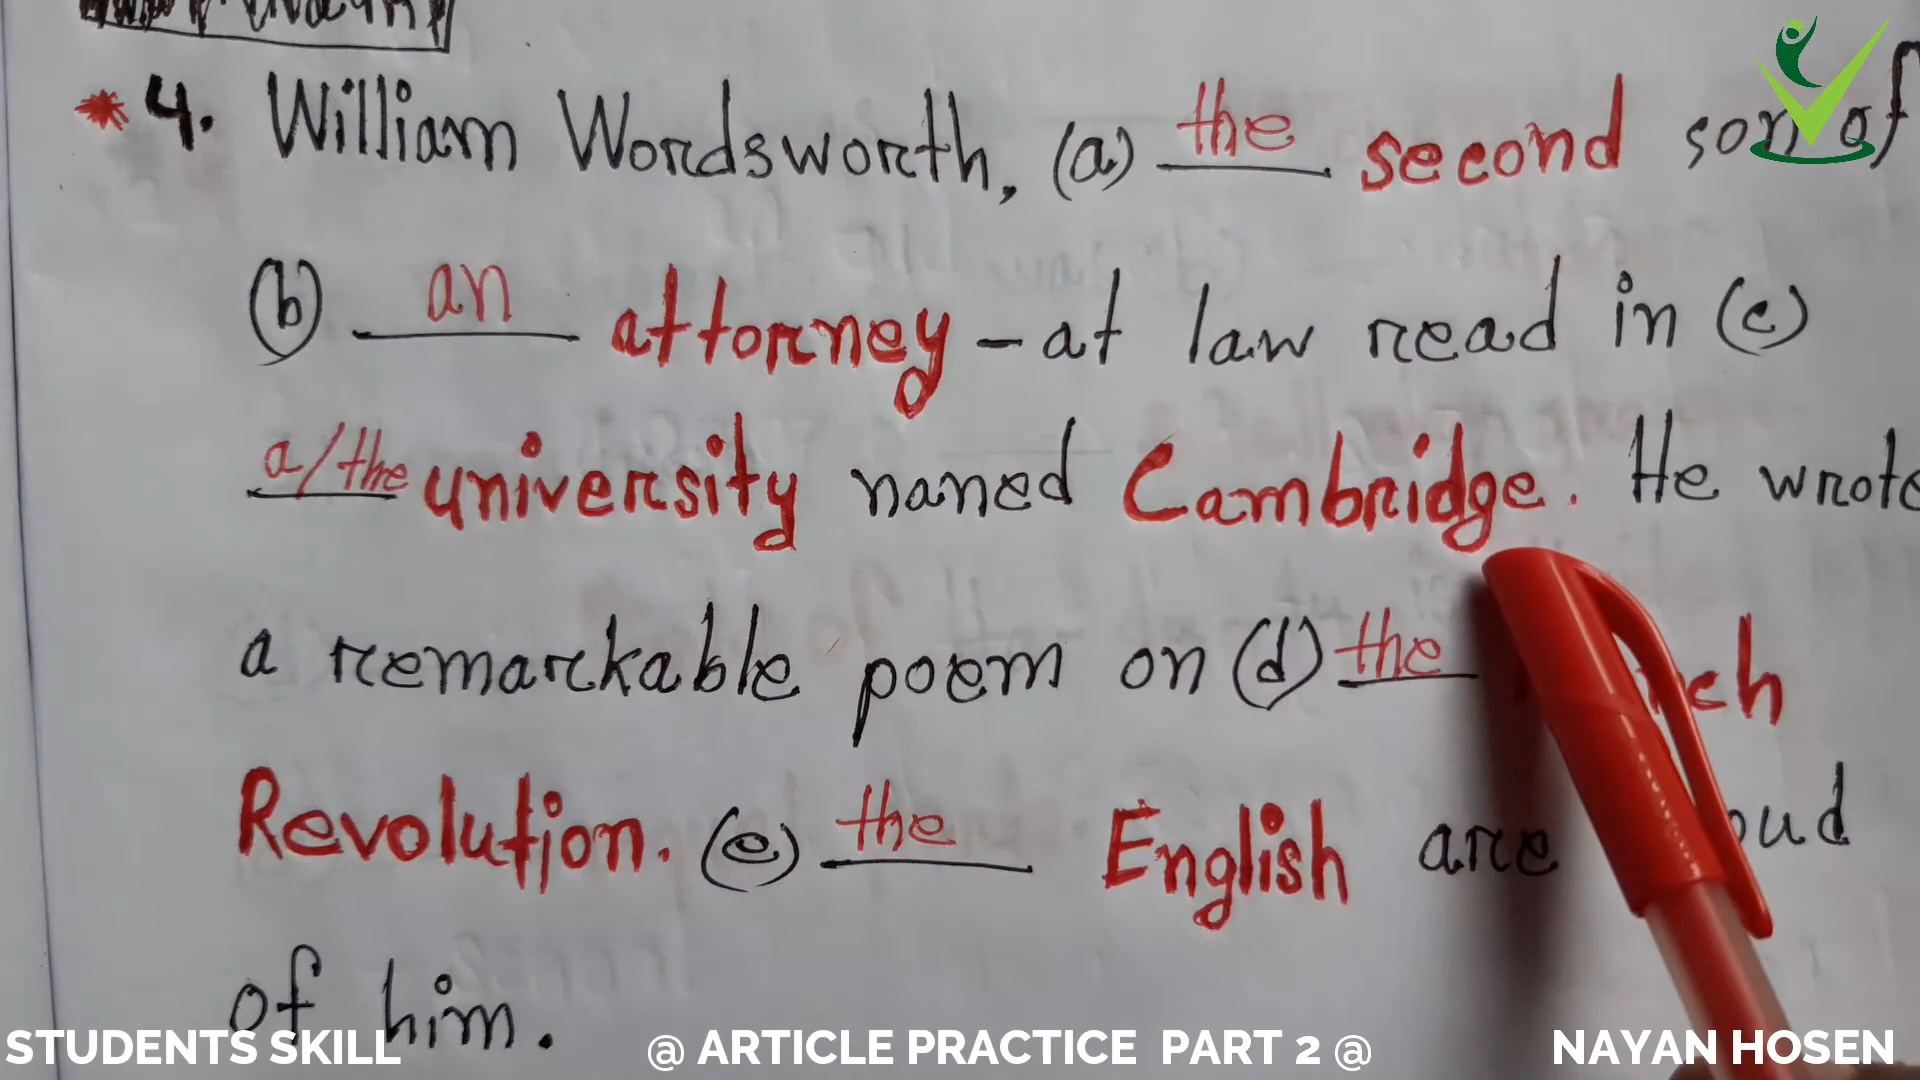 *4. William Wordsworth, (a) the second son of
(b) an attorney - at law read in (c)
a/the university named Cambridge. He wrote
a remarkable poem on (d) the
Revolution. (e) the English are
of him.
STUDENTS SKILL @ ARTICLE PRACTICE PART 2 @ NAYAN HOSEN